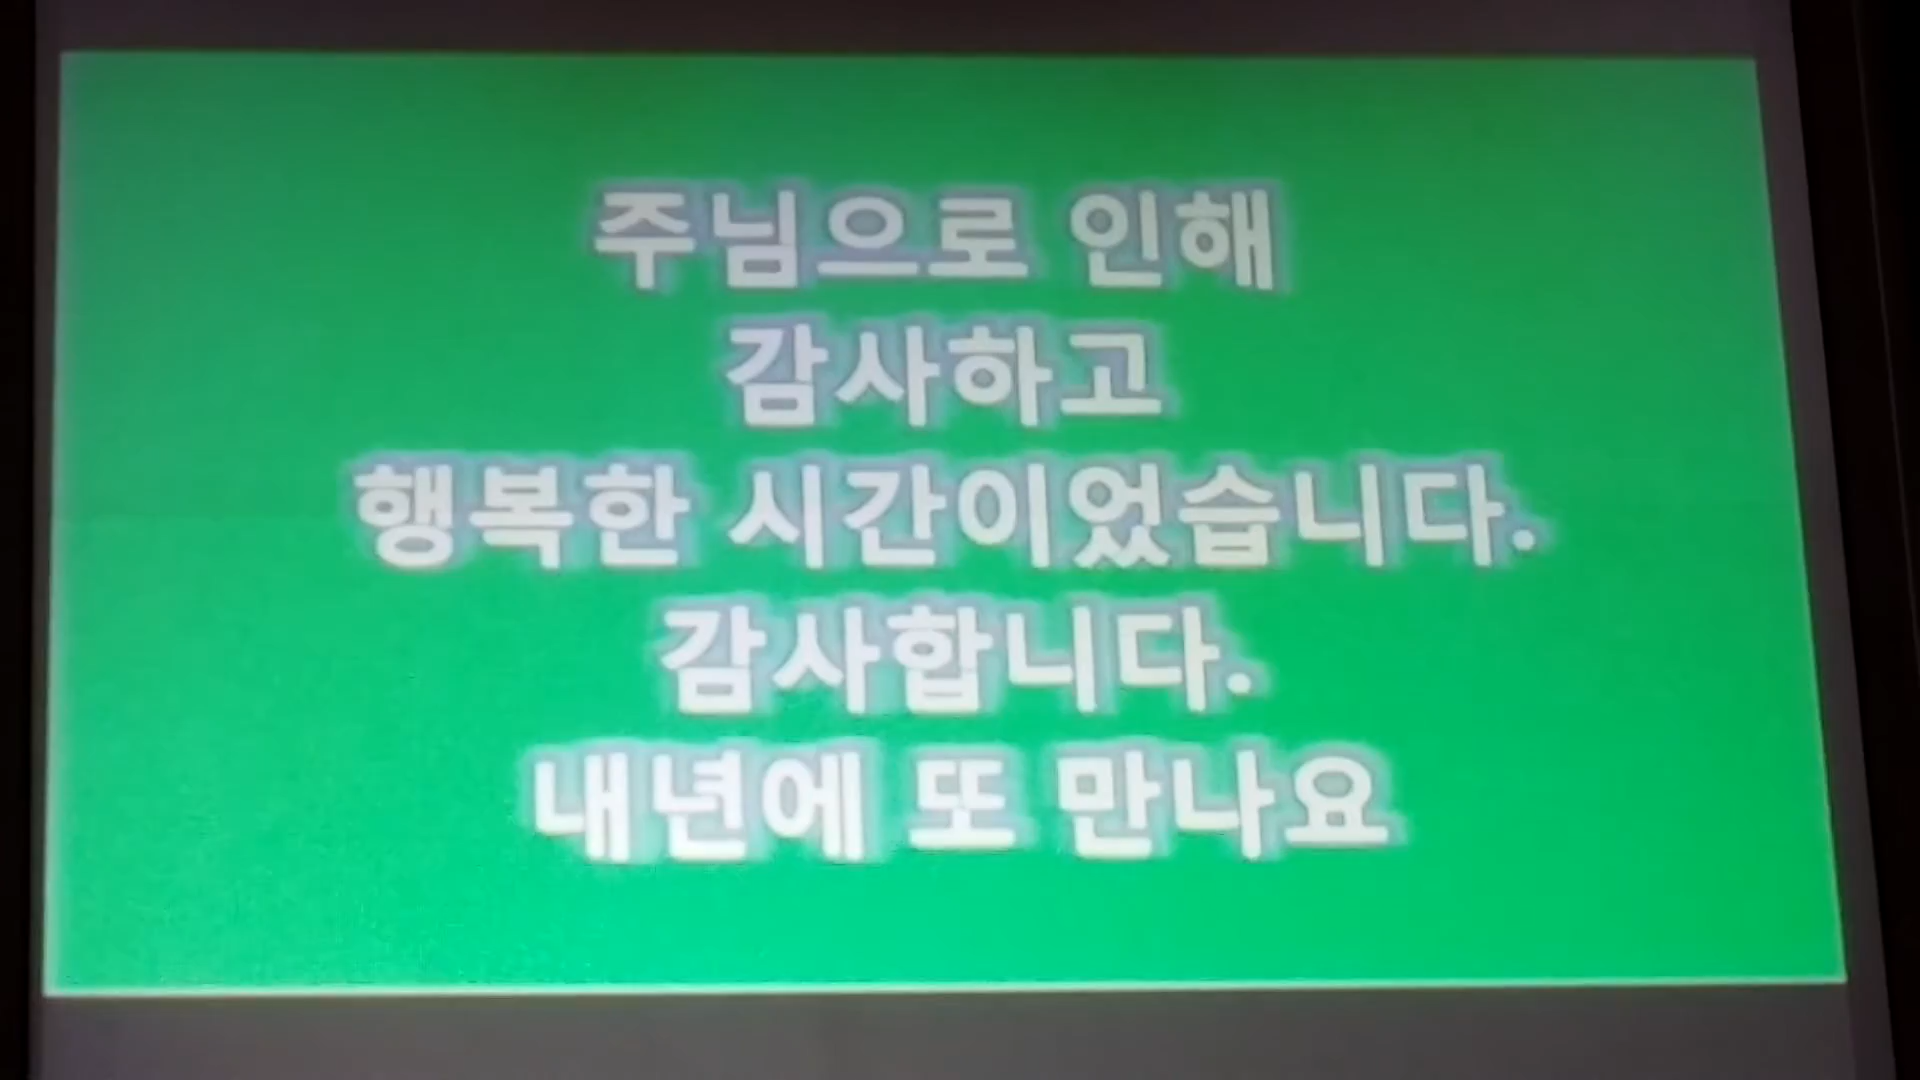 주님으로 인해
감사하고
행복한 시간이었습니다.
감사합니다.
내년에 또 만나요